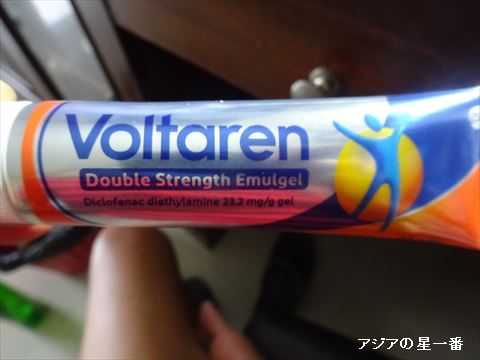 Voltaren
Double Strength Emulgel
Diclofenac diethylamine 23.2 mg/g gel
アジアの星一番